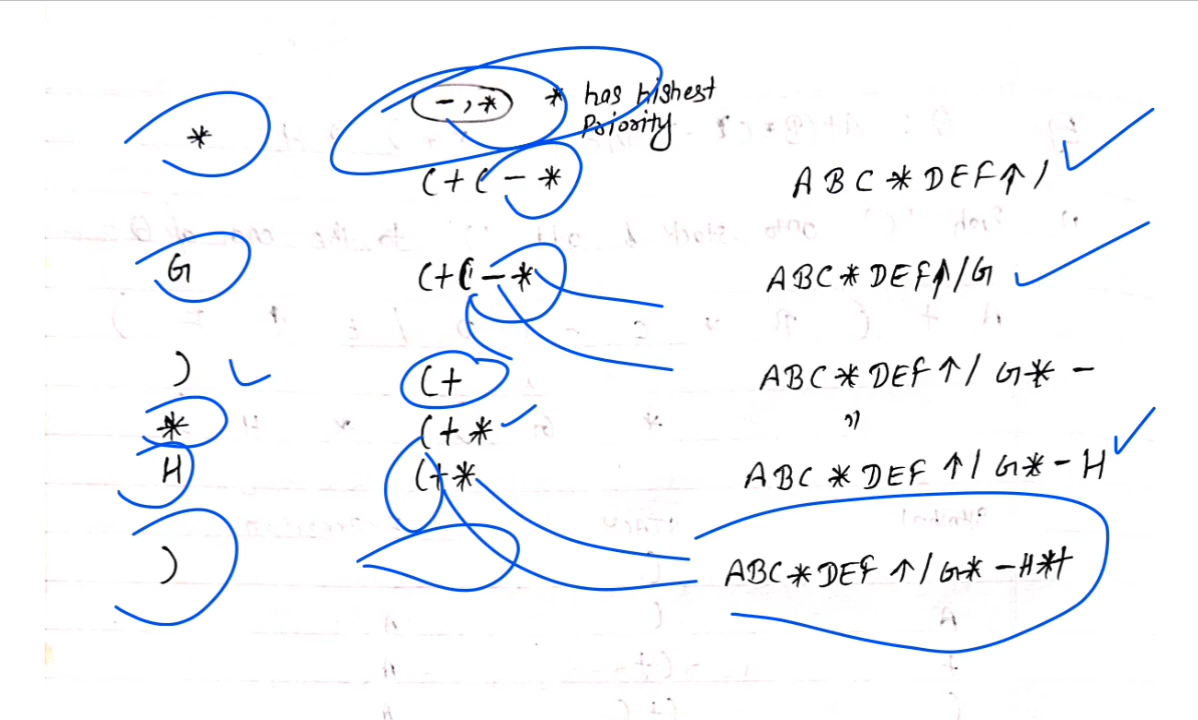 -,* * has highest
Priority
* (+(-* ABC*DEF↑/
G (+(-* ABC*DEF↑/G
) (+ ABC*DEF↑/G*-
* (+* "
H (+* ABC*DEF↑/G*-H
) ABC*DEF↑/G*-H*+